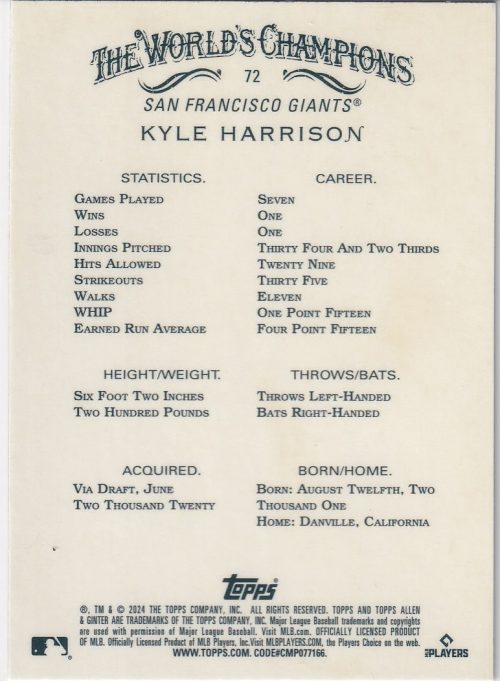 THE WORLD'S CHAMPIONS
72
SAN FRANCISCO GIANTS®
KYLE HARRISON
STATISTICS. CAREER.
GAMES PLAYED SEVEN
WINS ONE
LOSSES ONE
INNINGS PITCHED THIRTY FOUR AND TWO THIRDS
HITS ALLOWED TWENTY NINE
STRIKEOUTS THIRTY FIVE
WALKS ELEVEN
WHIP ONE POINT FIFTEEN
EARNED RUN AVERAGE FOUR POINT FIFTEEN
HEIGHT/WEIGHT. THROWS/BATS.
SIX FOOT TWO INCHES THROWS LEFT-HANDED
TWO HUNDRED POUNDS BATS RIGHT-HANDED
ACQUIRED. BORN/HOME.
VIA DRAFT, JUNE BORN: AUGUST TWELFTH, TWO
TWO THOUSAND TWENTY THOUSAND ONE
HOME: DANVILLE, CALIFORNIA
Topps
®, TM & © 2024 THE TOPPS COMPANY, INC. ALL RIGHTS RESERVED. TOPPS AND TOPPS ALLEN
& GINTER ARE TRADEMARKS OF THE TOPPS COMPANY, INC. Major League Baseball trademarks and copyrights
are used with permission of Major League Baseball. Visit MLB.com. OFFICIALLY LICENSED PRODUCT
OF MLB. Officially Licensed Product of MLB Players, Inc. Visit MLBPLAYERS.COM, the Players Choice on the web.
WWW.TOPPS.COM. CODE#CMP077166.
MLBPLAYERS